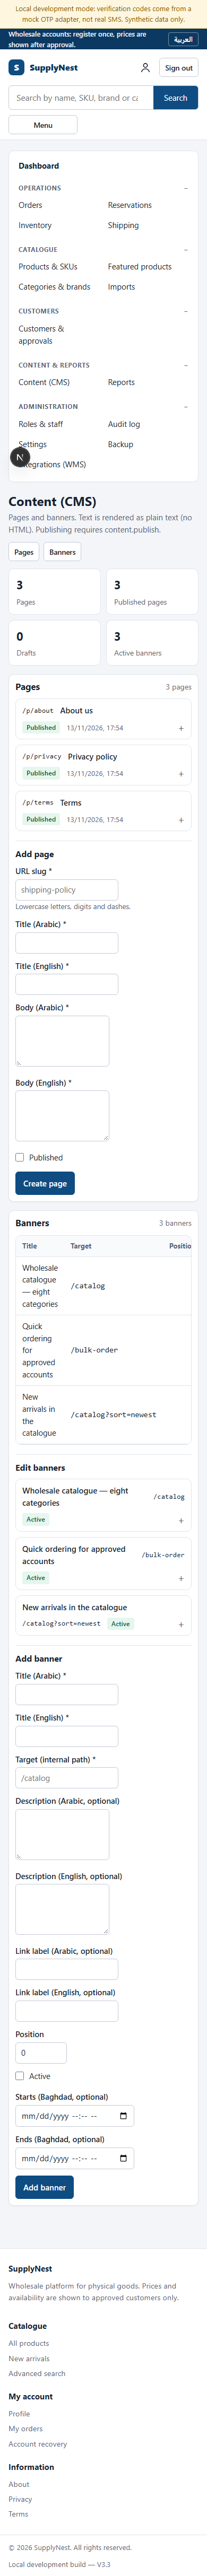 Local development mode: verification codes come from a
mock OTP adapter, not real SMS. Synthetic data only.
Wholesale accounts: register once, prices are
shown after approval.
العربية
S SupplyNest
Sign out
Search by name, SKU, brand or ca
Search
Menu
Dashboard
OPERATIONS –
Orders Reservations
Inventory Shipping
CATALOGUE –
Products & SKUs Featured products
Categories & brands Imports
CUSTOMERS –
Customers &
approvals
CONTENT & REPORTS –
Content (CMS) Reports
ADMINISTRATION –
Roles & staff Audit log
Settings Backup
N
egrations (WMS)
Content (CMS)
Pages and banners. Text is rendered as plain text (no
HTML). Publishing requires content.publish.
Pages Banners
3 3
Pages Published pages
0 3
Drafts Active banners
Pages 3 pages
/p/about About us
Published 13/11/2026, 17:54 +
/p/privacy Privacy policy
Published 13/11/2026, 17:54 +
/p/terms Terms
Published 13/11/2026, 17:54 +
Add page
URL slug *
shipping-policy
Lowercase letters, digits and dashes.
Title (Arabic) *
Title (English) *
Body (Arabic) *
Body (English) *
Published
Create page
Banners 3 banners
Title Target Positio
Wholesale
catalogue
— eight
categories
/catalog
Quick
ordering
for
approved
accounts
/bulk-order
New
arrivals in
the
catalogue
/catalog?sort=newest
Edit banners
Wholesale catalogue — eight
categories
/catalog
Active +
Quick ordering for approved
accounts
/bulk-order
Active +
New arrivals in the catalogue
/catalog?sort=newest Active +
Add banner
Title (Arabic) *
Title (English) *
Target (internal path) *
/catalog
Description (Arabic, optional)
Description (English, optional)
Link label (Arabic, optional)
Link label (English, optional)
Position
0
Active
Starts (Baghdad, optional)
mm/dd/yyyy --:-- --
Ends (Baghdad, optional)
mm/dd/yyyy --:-- --
Add banner
SupplyNest
Wholesale platform for physical goods. Prices and
availability are shown to approved customers only.
Catalogue
All products
New arrivals
Advanced search
My account
Profile
My orders
Account recovery
Information
About
Privacy
Terms
© 2026 SupplyNest. All rights reserved.
Local development build — V3.3